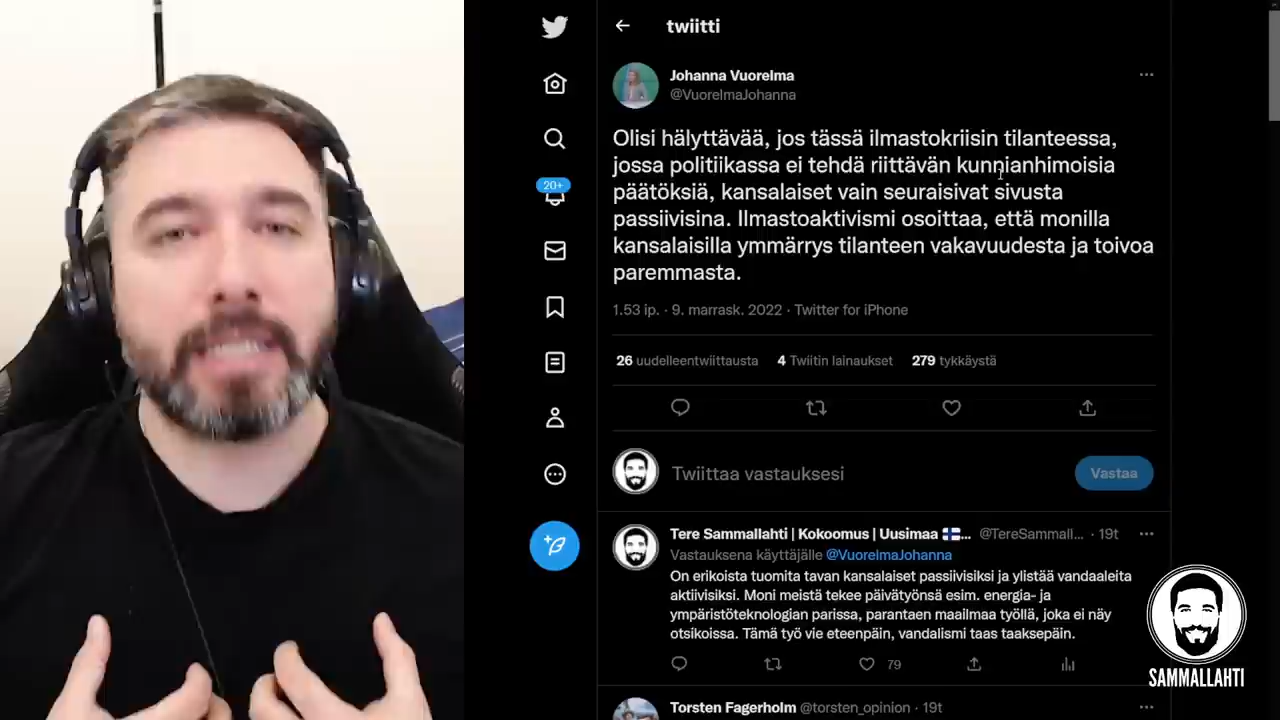 twiitti
Johanna Vuorelma
@VuorelmaJohanna
Olisi hälyttävää, jos tässä ilmastokriisin tilanteessa,
jossa politiikassa ei tehdä riittävän kunnianhimoisia
päätöksiä, kansalaiset vain seuraisivat sivusta
passiivisina. Ilmastoaktivismi osoittaa, että monilla
kansalaisilla ymmärrys tilanteen vakavuudesta ja toivoa
paremmasta.
1.53 ip. · 9. marrask. 2022 · Twitter for iPhone
26 uudelleentwiittausta 4 Twiitin lainaukset 279 tykkäystä
20+
Twiittaa vastauksesi
Vastaa
Tere Sammallahti | Kokoomus | Uusimaa 🇫🇮... @TereSammall... · 19t
Vastauksena käyttäjälle @VuorelmaJohanna
On erikoista tuomita tavan kansalaiset passiivisiksi ja ylistää vandaaleita
aktiivisiksi. Moni meistä tekee päivätyönsä esim. energia- ja
ympäristöteknologian parissa, parantaen maailmaa työllä, joka ei näy
otsikoissa. Tämä työ vie eteenpäin, vandalismi taas taaksepäin.
79
Torsten Fagerholm @torsten_opinion · 19t
SAMMALLAHTI